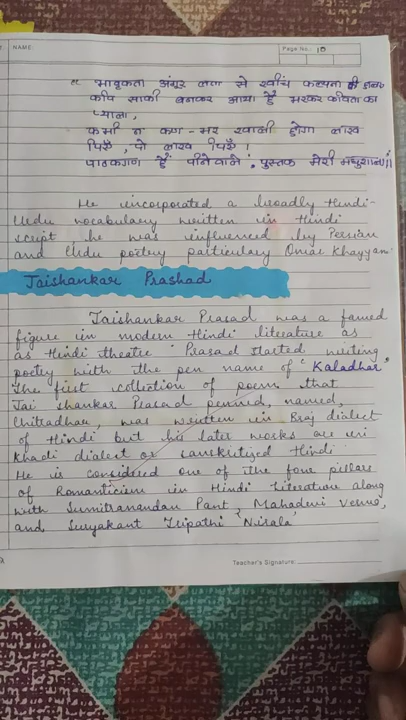 NAME:
Page No.: 10
" भावुकता अंगूर लता से खींच कल्पना की हाला
कवि साकी बनकर आया है भरकर कविता का
प्याला,
कभी न कण-भर खाली होगा लाख
पिएँ, दो लाख पिएँ।
पाठकगण हैं पीनेवाले, पुस्तक मेरी मधुशाला।।
He incorporated a broadly Hindi-
Urdu vocabulary written in Hindi
script, he was influenced by Persian
and Urdu poetry particulary Omar Khayyam.
Jaishankar Prashad
Jaishankar Prasad was a famed
figure in modern Hindi literature as
as Hindi theatre. Prasad started writing
poetry with the pen name of "Kaladhar"
The first collection of poem that
Jai shankar Prasad penned, named,
Chitradhar, was written in Braj dialect
of Hindi but his later works are in
Khadi dialect or sanskritized Hindi
He is considered one of the four pillars
of Romanticism in Hindi Literature along
with Sumitranandan Pant, Mahadevi Verma,
and Suryakant Tripathi 'Nirala'
Teacher's Signature: